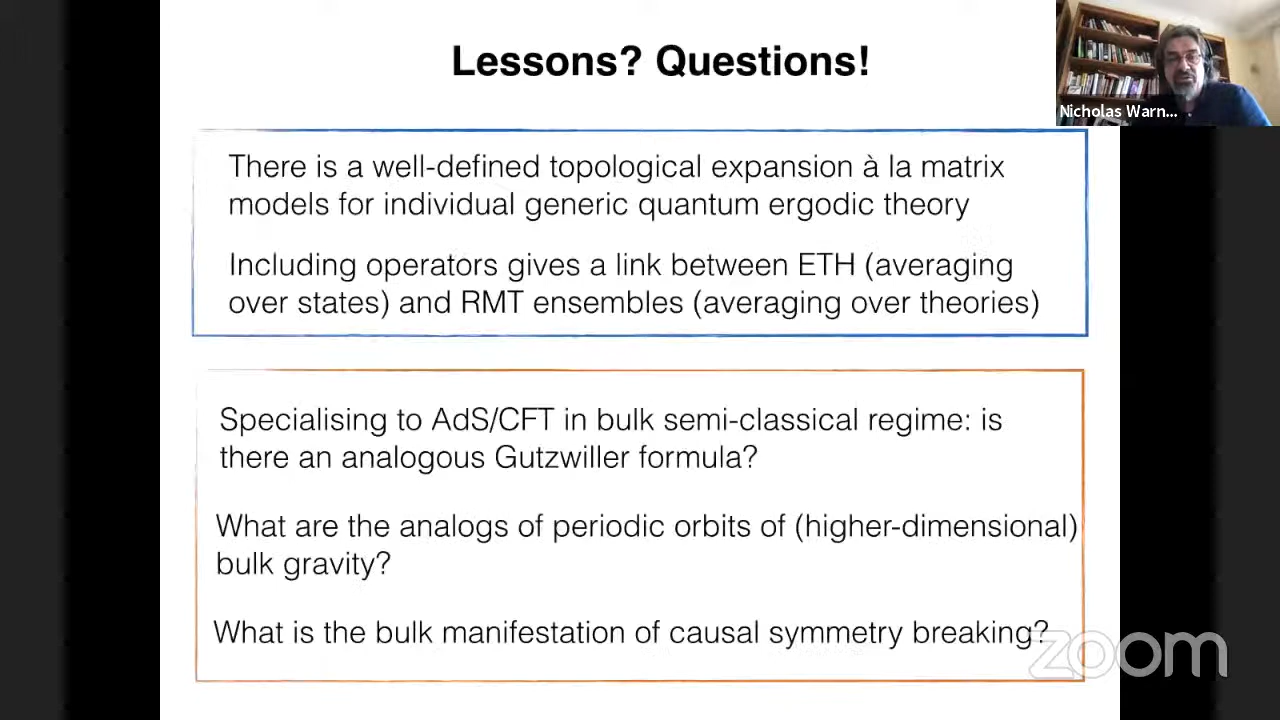 Lessons? Questions!
Nicholas Warn...
There is a well-defined topological expansion à la matrix
models for individual generic quantum ergodic theory
Including operators gives a link between ETH (averaging
over states) and RMT ensembles (averaging over theories)
Specialising to AdS/CFT in bulk semi-classical regime: is
there an analogous Gutzwiller formula?
What are the analogs of periodic orbits of (higher-dimensional)
bulk gravity?
What is the bulk manifestation of causal symmetry breaking?
zoom